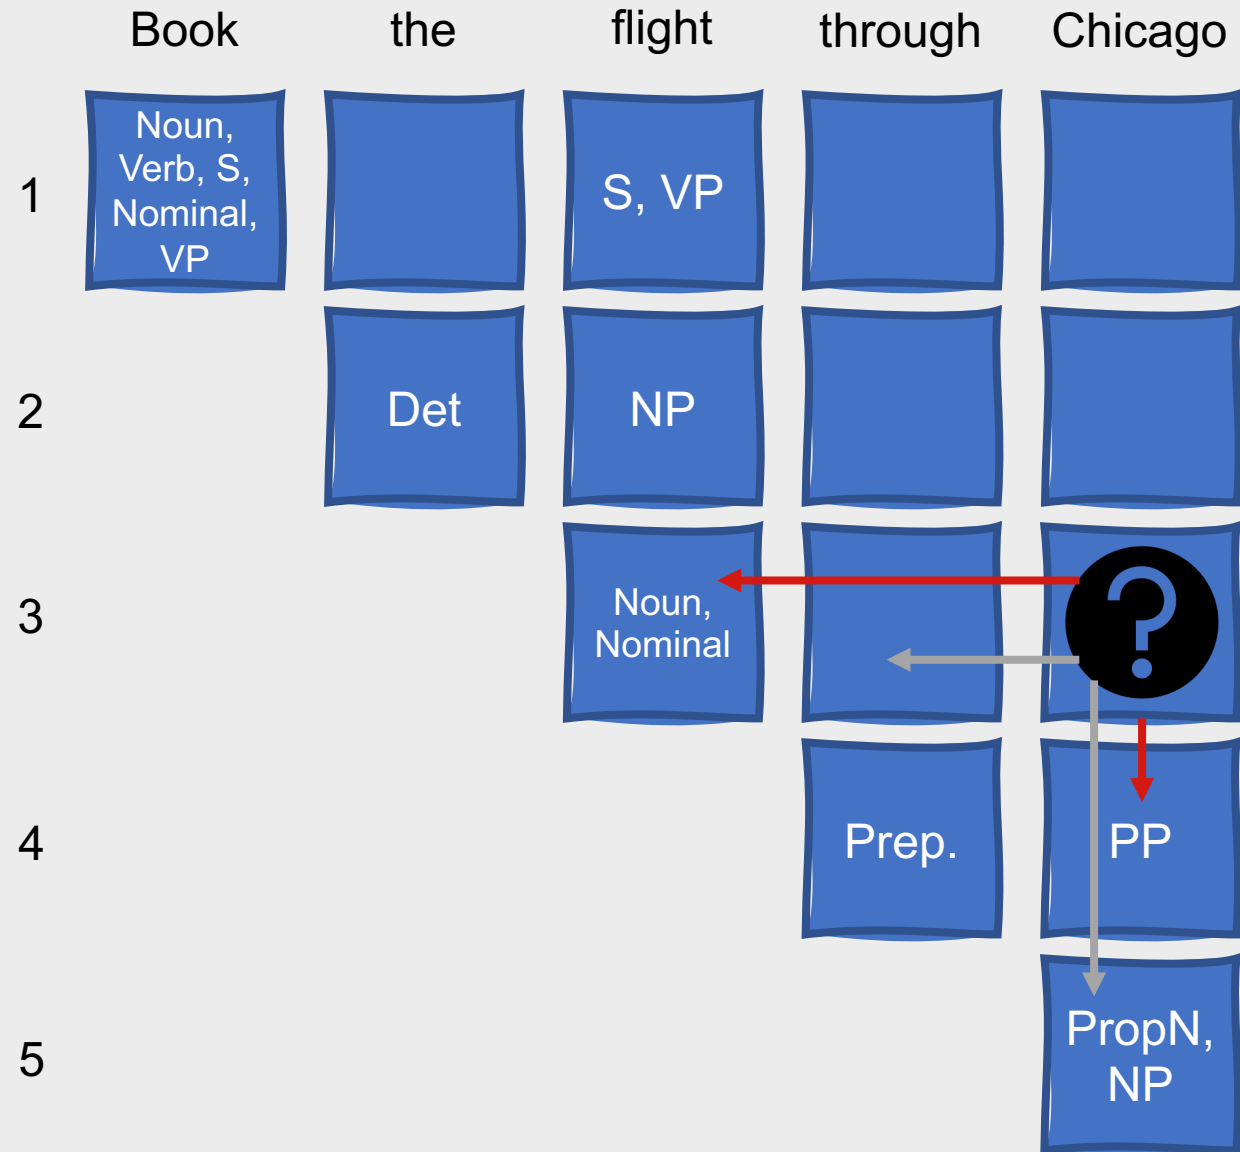 Book the flight through Chicago
1
Noun,
Verb, S,
Nominal,
VP
S, VP
2
Det
NP
3
Noun,
Nominal
?
4
Prep.
PP
5
PropN,
NP